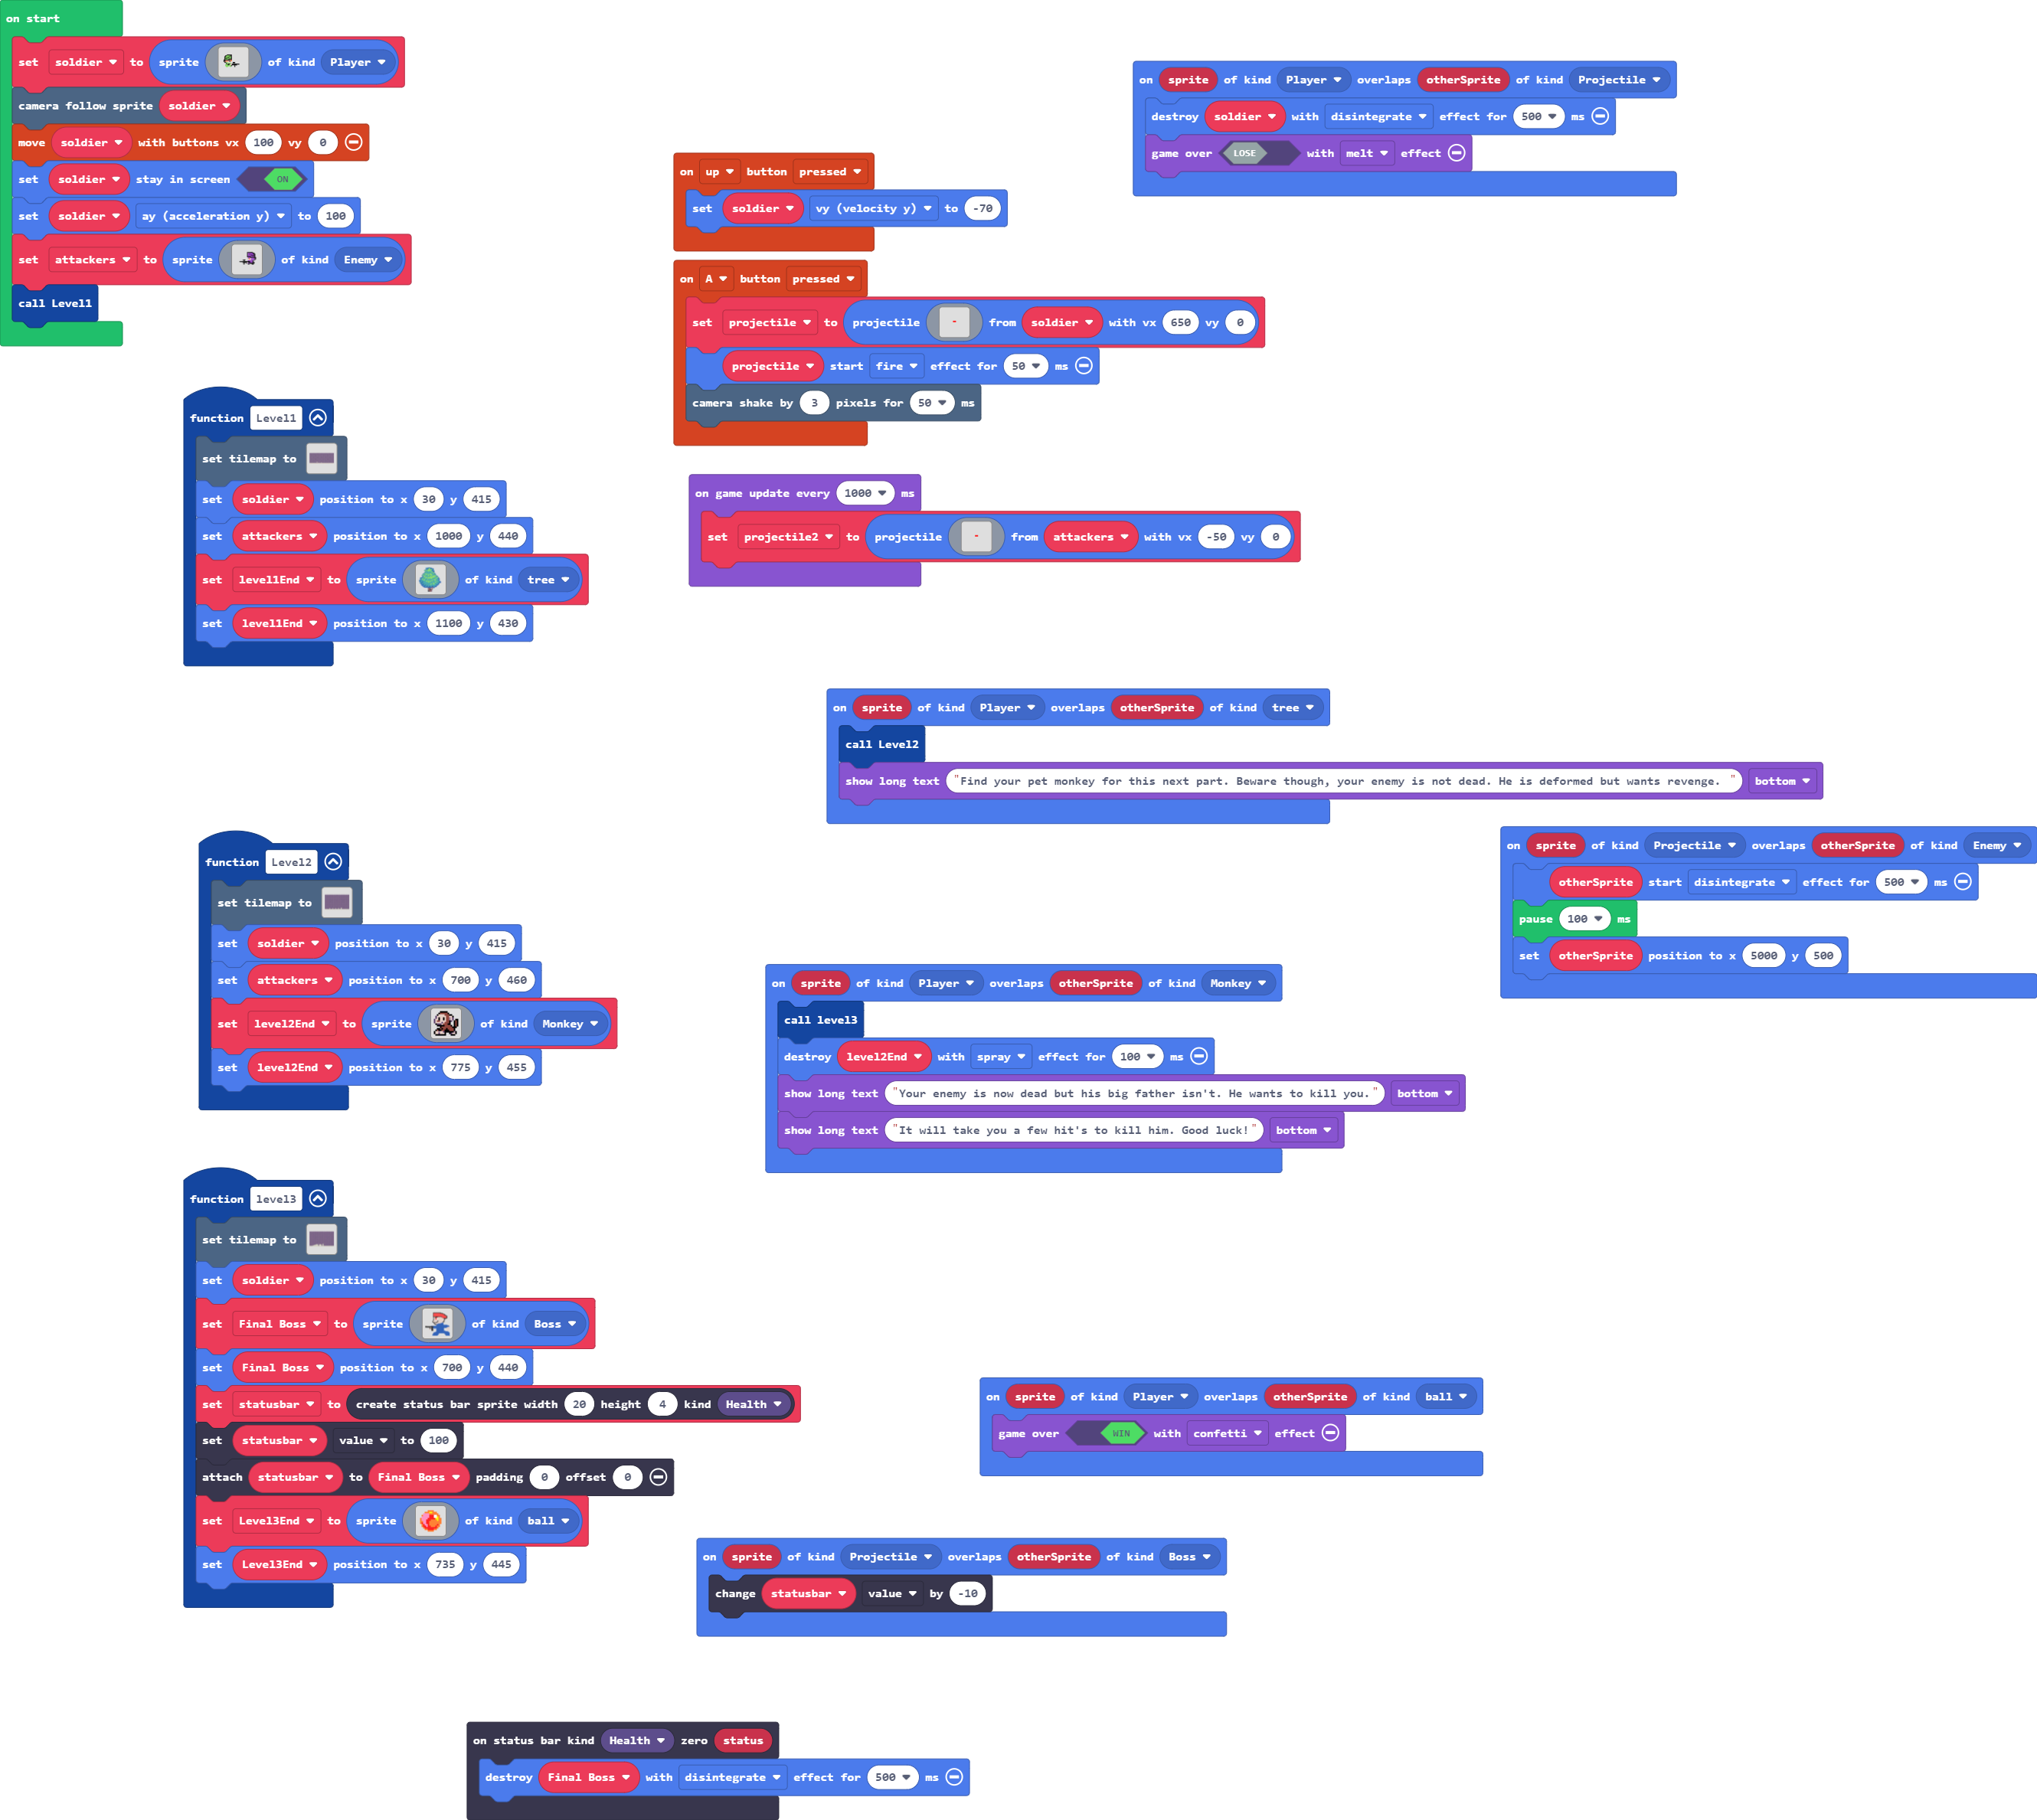 on start
set soldier to sprite of kind Player
camera follow sprite soldier
move soldier with buttons vx 100 vy 0
set soldier stay in screen ON
set soldier ay (acceleration y) to 100
set attackers to sprite of kind Enemy
call Level1
on sprite of kind Player overlaps otherSprite of kind Projectile
destroy soldier with disintegrate effect for 500 ms
game over LOSE with melt effect
on up button pressed
set soldier vy (velocity y) to -70
on A button pressed
set projectile to projectile from soldier with vx 650 vy 0
projectile start fire effect for 50 ms
camera shake by 3 pixels for 50 ms
function Level1
set tilemap to
set soldier position to x 30 y 415
set attackers position to x 1000 y 440
set level1End to sprite of kind tree
set level1End position to x 1100 y 430
on game update every 1000 ms
set projectile2 to projectile from attackers with vx -50 vy 0
on sprite of kind Player overlaps otherSprite of kind tree
call Level2
show long text "Find your pet monkey for this next part. Beware though, your enemy is not dead. He is deformed but wants revenge. " bottom
function Level2
set tilemap to
set soldier position to x 30 y 415
set attackers position to x 700 y 460
set level2End to sprite of kind Monkey
set level2End position to x 775 y 455
on sprite of kind Projectile overlaps otherSprite of kind Enemy
otherSprite start disintegrate effect for 500 ms
pause 100 ms
set otherSprite position to x 5000 y 500
on sprite of kind Player overlaps otherSprite of kind Monkey
call level3
destroy level2End with spray effect for 100 ms
show long text "Your enemy is now dead but his big father isn't. He wants to kill you." bottom
show long text "It will take you a few hit's to kill him. Good luck!" bottom
function level3
set tilemap to
set soldier position to x 30 y 415
set Final Boss to sprite of kind Boss
set Final Boss position to x 700 y 440
set statusbar to create status bar sprite width 20 height 4 kind Health
set statusbar value to 100
attach statusbar to Final Boss padding 0 offset 0
set Level3End to sprite of kind ball
set Level3End position to x 735 y 445
on sprite of kind Player overlaps otherSprite of kind ball
game over WIN with confetti effect
on sprite of kind Projectile overlaps otherSprite of kind Boss
change statusbar value by -10
on status bar kind Health zero status
destroy Final Boss with disintegrate effect for 500 ms